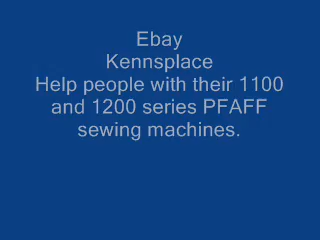 Ebay
Kennsplace
Help people with their 1100
and 1200 series PFAFF
sewing machines.